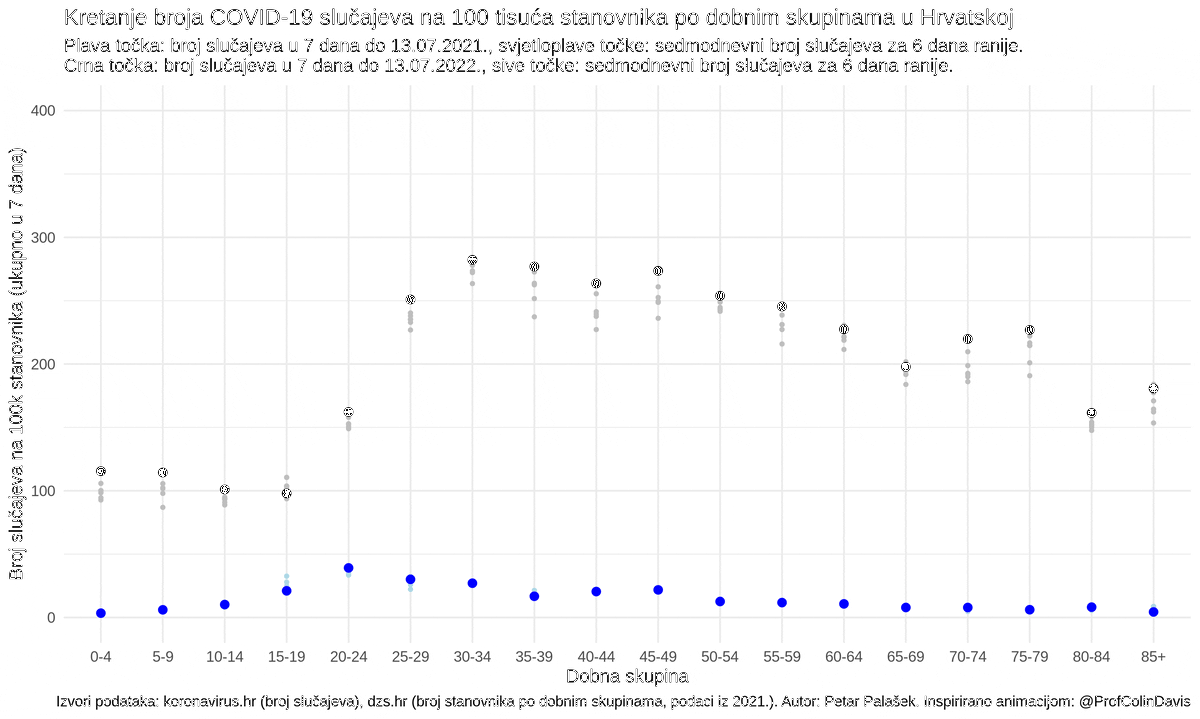 Kretanje broja COVID-19 slučajeva na 100 tisuća stanovnika po dobnim skupinama u Hrvatskoj
Plava točka: broj slučajeva u 7 dana do 13.07.2021., svjetloplave točke: sedmodnevni broj slučajeva za 6 dana ranije.
Crna točka: broj slučajeva u 7 dana do 13.07.2022., sive točke: sedmodnevni broj slučajeva za 6 dana ranije.
Broj slučajeva na 100k stanovnika (ukupno u 7 dana)
400
300
200
100
0
0-4 5-9 10-14 15-19 20-24 25-29 30-34 35-39 40-44 45-49 50-54 55-59 60-64 65-69 70-74 75-79 80-84 85+
Dobna skupina
Izvori podataka: koronavirus.hr (broj slučajeva), dzs.hr (broj stanovnika po dobnim skupinama, podaci iz 2021.). Autor: Petar Palašek. Inspirirano animacijom: @ProfColinDavis